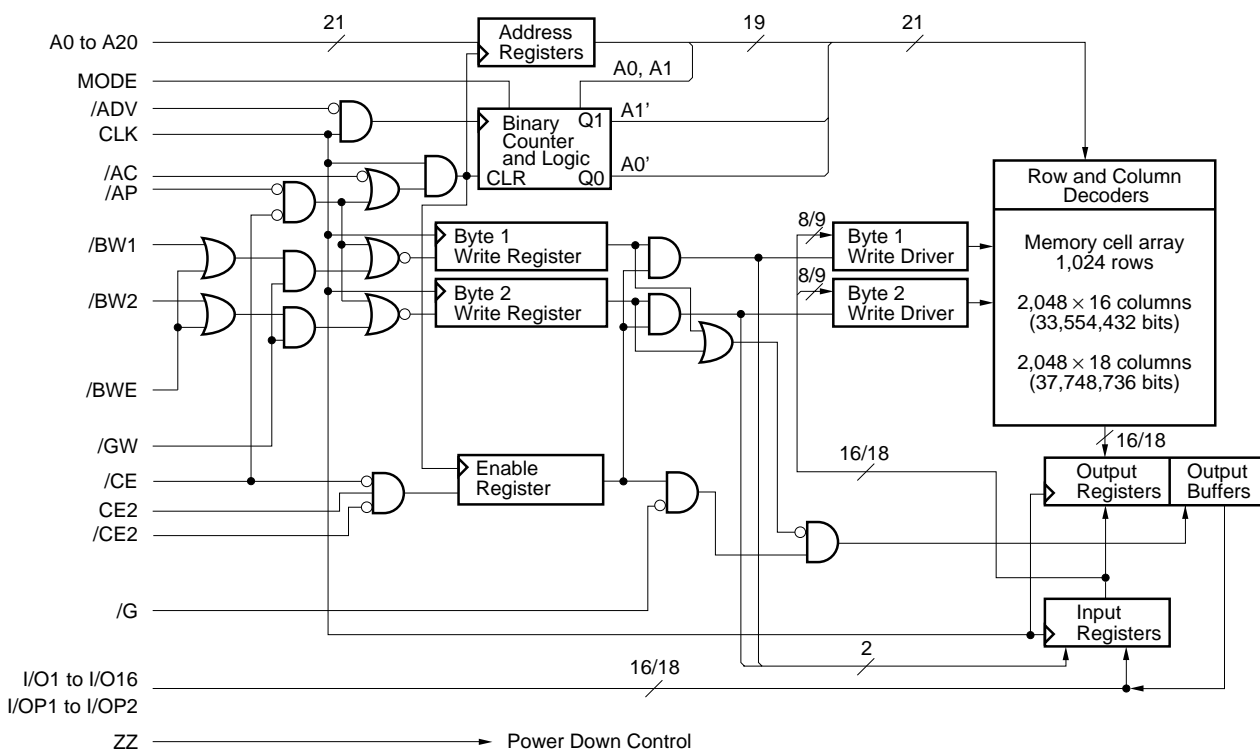 A0 to A20
21
Address
Registers
19
21
MODE
A0, A1
/ADV
CLK
Binary
Counter
and Logic
Q1
CLR
Q0
A1’
A0’
/AC
/AP
Row and Column
Decoders
/BW1
Byte 1
Write Register
8/9
Byte 1
Write Driver
Memory cell array
1,024 rows
/BW2
Byte 2
Write Register
8/9
Byte 2
Write Driver
2,048 × 16 columns
(33,554,432 bits)
2,048 × 18 columns
(37,748,736 bits)
/BWE
/GW
16/18
16/18
/CE
CE2
/CE2
Enable
Register
Output
Registers
Output
Buffers
/G
Input
Registers
2
I/O1 to I/O16
I/OP1 to I/OP2
16/18
ZZ
Power Down Control